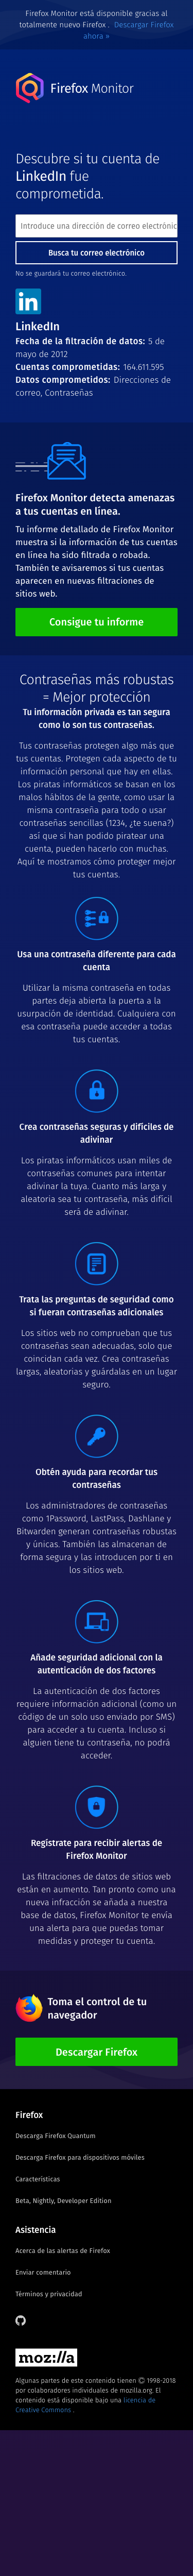 Firefox Monitor está disponible gracias al
totalmente nuevo Firefox . Descargar Firefox
ahora »
Firefox Monitor
Descubre si tu cuenta de
LinkedIn fue
comprometida.
Introduce una dirección de correo electrónic
Busca tu correo electrónico
No se guardará tu correo electrónico.
in
LinkedIn
Fecha de la filtración de datos: 5 de
mayo de 2012
Cuentas comprometidas: 164.611.595
Datos comprometidos: Direcciones de
correo, Contraseñas
Firefox Monitor detecta amenazas
a tus cuentas en línea.
Tu informe detallado de Firefox Monitor
muestra si la información de tus cuentas
en línea ha sido filtrada o robada.
También te avisaremos si tus cuentas
aparecen en nuevas filtraciones de
sitios web.
Consigue tu informe
Contraseñas más robustas
= Mejor protección
Tu información privada es tan segura
como lo son tus contraseñas.
Tus contraseñas protegen algo más que
tus cuentas. Protegen cada aspecto de tu
información personal que hay en ellas.
Los piratas informáticos se basan en los
malos hábitos de la gente, como usar la
misma contraseña para todo o usar
contraseñas sencillas (1234, ¿te suena?)
así que si han podido piratear una
cuenta, pueden hacerlo con muchas.
Aquí te mostramos cómo proteger mejor
tus cuentas.
Usa una contraseña diferente para cada
cuenta
Utilizar la misma contraseña en todas
partes deja abierta la puerta a la
usurpación de identidad. Cualquiera con
esa contraseña puede acceder a todas
tus cuentas.
Crea contraseñas seguras y difíciles de
adivinar
Los piratas informáticos usan miles de
contraseñas comunes para intentar
adivinar la tuya. Cuanto más larga y
aleatoria sea tu contraseña, más difícil
será de adivinar.
Trata las preguntas de seguridad como
si fueran contraseñas adicionales
Los sitios web no comprueban que tus
contraseñas sean adecuadas, solo que
coincidan cada vez. Crea contraseñas
largas, aleatorias y guárdalas en un lugar
seguro.
Obtén ayuda para recordar tus
contraseñas
Los administradores de contraseñas
como 1Password, LastPass, Dashlane y
Bitwarden generan contraseñas robustas
y únicas. También las almacenan de
forma segura y las introducen por ti en
los sitios web.
Añade seguridad adicional con la
autenticación de dos factores
La autenticación de dos factores
requiere información adicional (como un
código de un solo uso enviado por SMS)
para acceder a tu cuenta. Incluso si
alguien tiene tu contraseña, no podrá
acceder.
Regístrate para recibir alertas de
Firefox Monitor
Las filtraciones de datos de sitios web
están en aumento. Tan pronto como una
nueva infracción se añada a nuestra
base de datos, Firefox Monitor te envía
una alerta para que puedas tomar
medidas y proteger tu cuenta.
Toma el control de tu
navegador
Descargar Firefox
Firefox
Descarga Firefox Quantum
Descarga Firefox para dispositivos móviles
Características
Beta, Nightly, Developer Edition
Asistencia
Acerca de las alertas de Firefox
Enviar comentario
Términos y privacidad
moz://a
Algunas partes de este contenido tienen © 1998-2018
por colaboradores individuales de mozilla.org. El
contenido está disponible bajo una licencia de
Creative Commons .